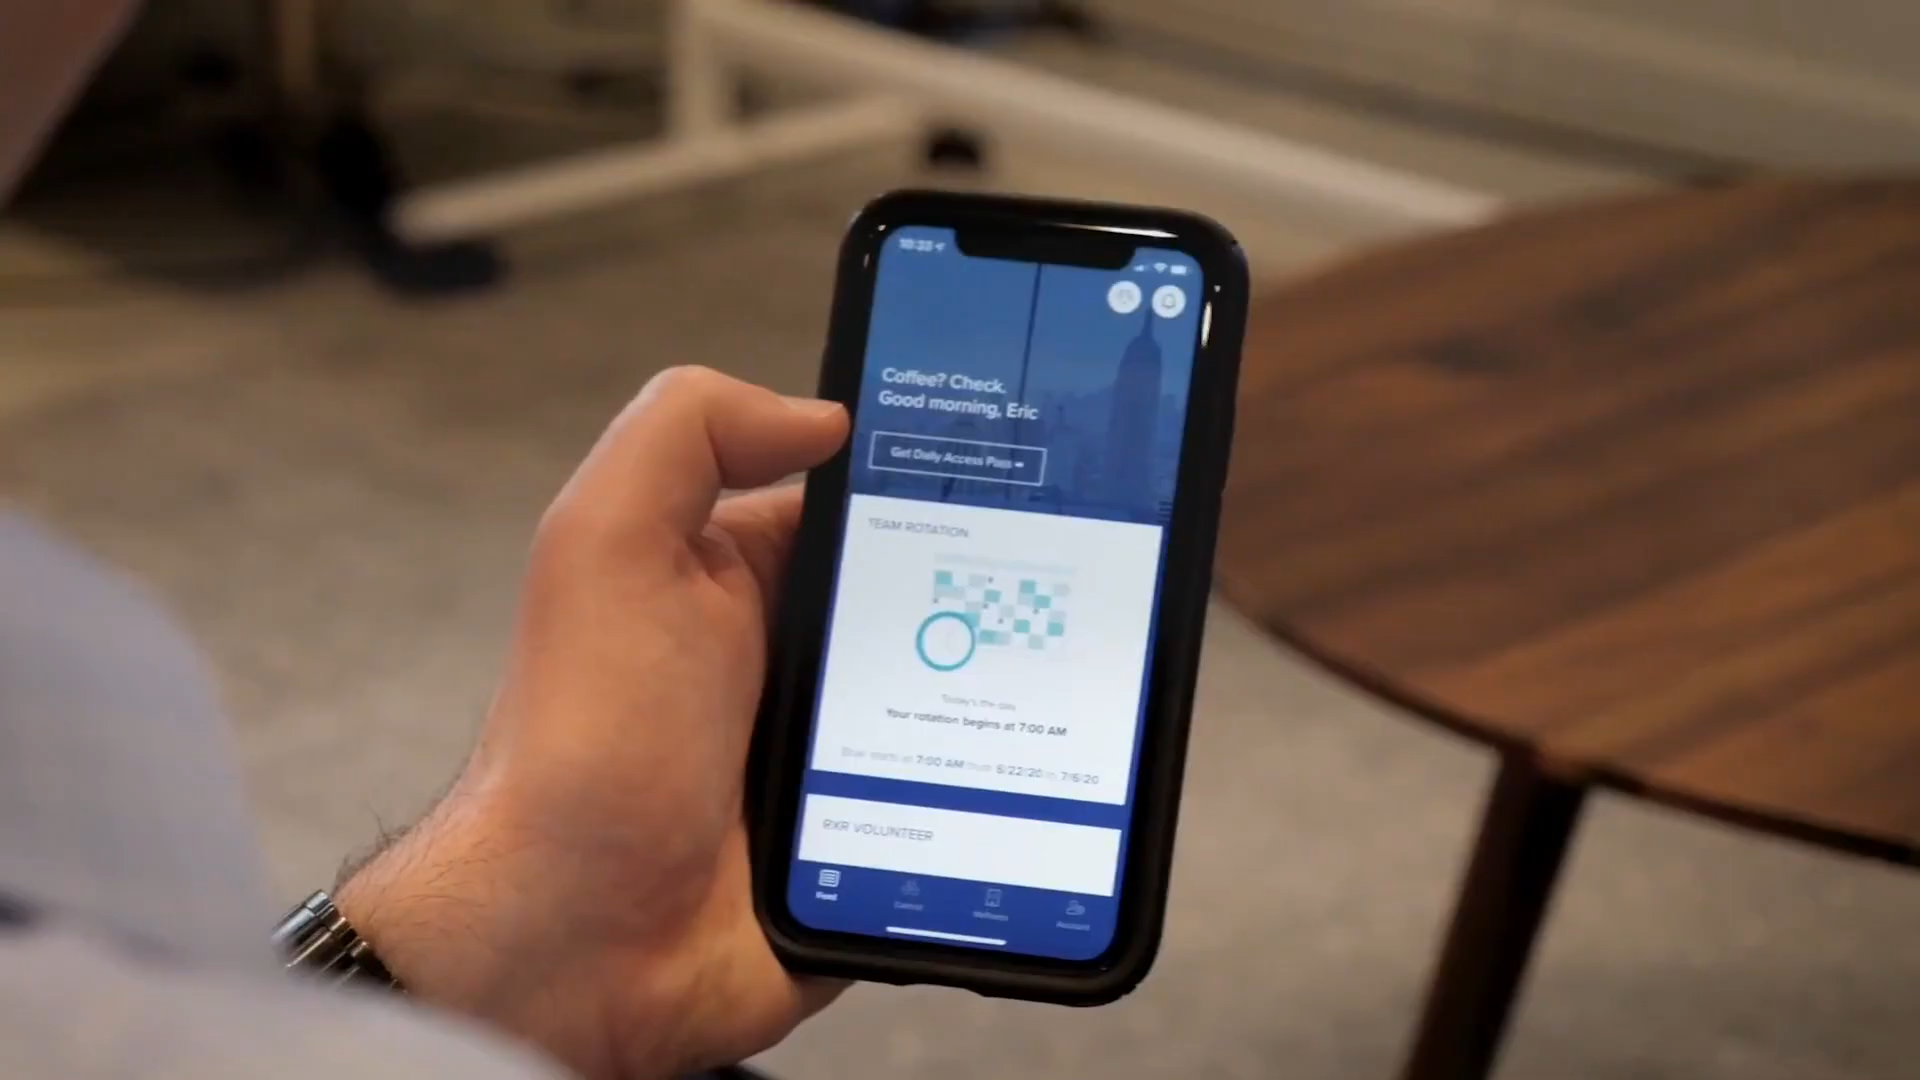 10:33
Coffee? Check.
Good morning, Eric
Get Daily Access Pass
TEAM ROTATION
Today's the day
Your rotation begins at 7:00 AM
Blue starts at 7:00 AM from 6/22/20 to 7/6/20
RXR VOLUNTEER
Feed
Wellness
Account